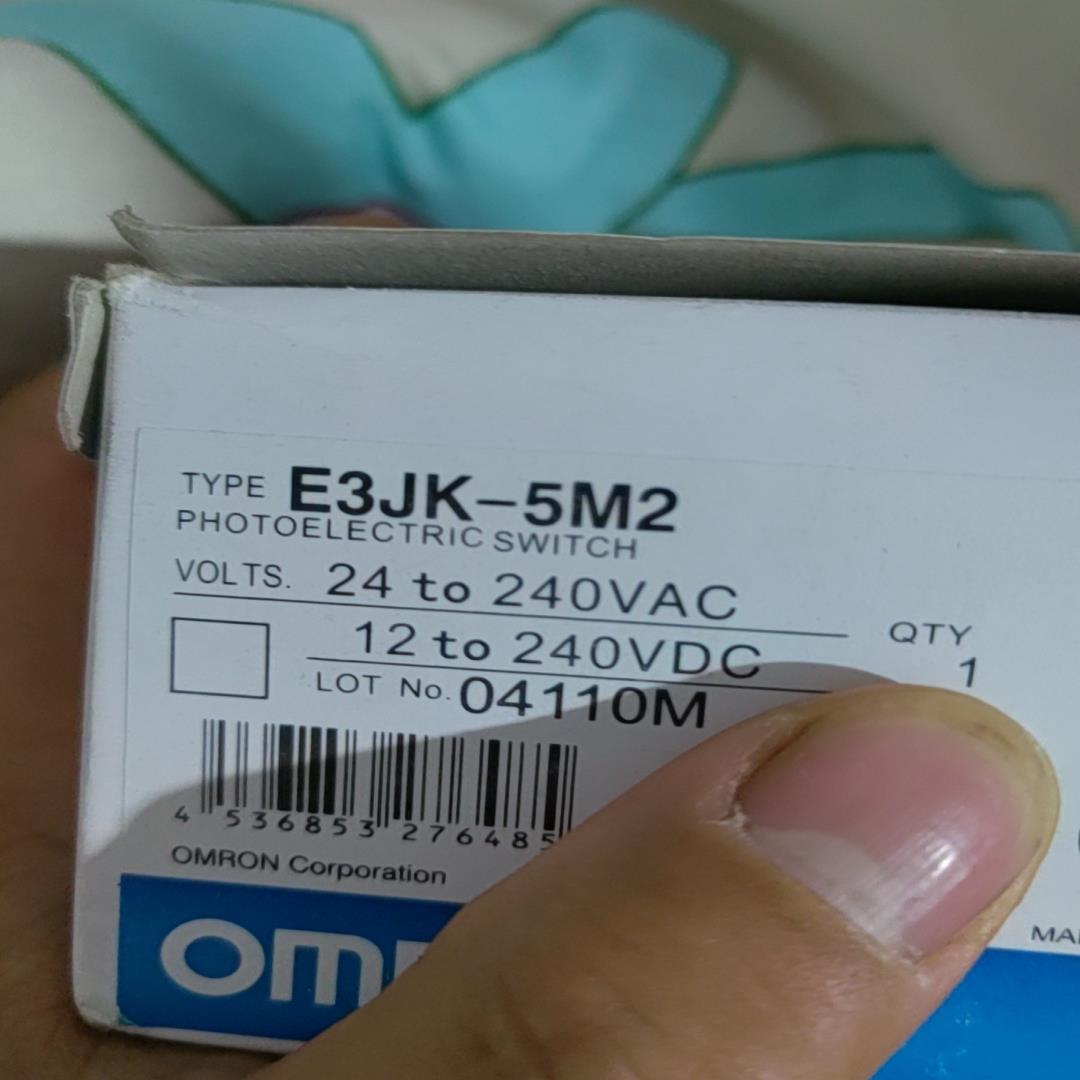 TYPE E3JK-5M2
PHOTOELECTRIC SWITCH
VOLTS. 24 to 240VAC
12 to 240VDC
QTY
1
LOT No. 04110M
4 536853 276485
OMRON Corporation